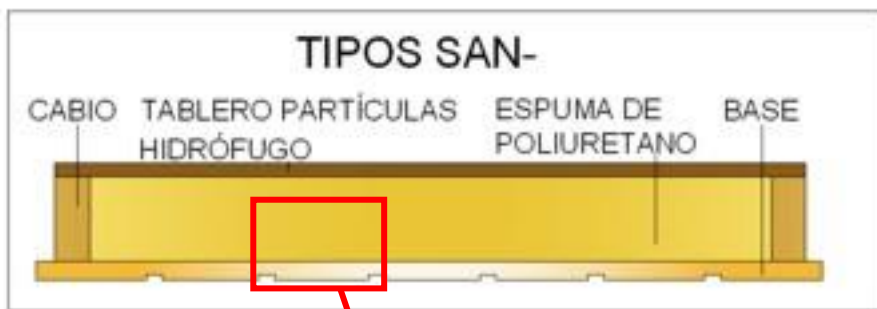 TIPOS SAN-
CABIO TABLERO PARTÍCULAS HIDRÓFUGO ESPUMA DE POLIURETANO BASE